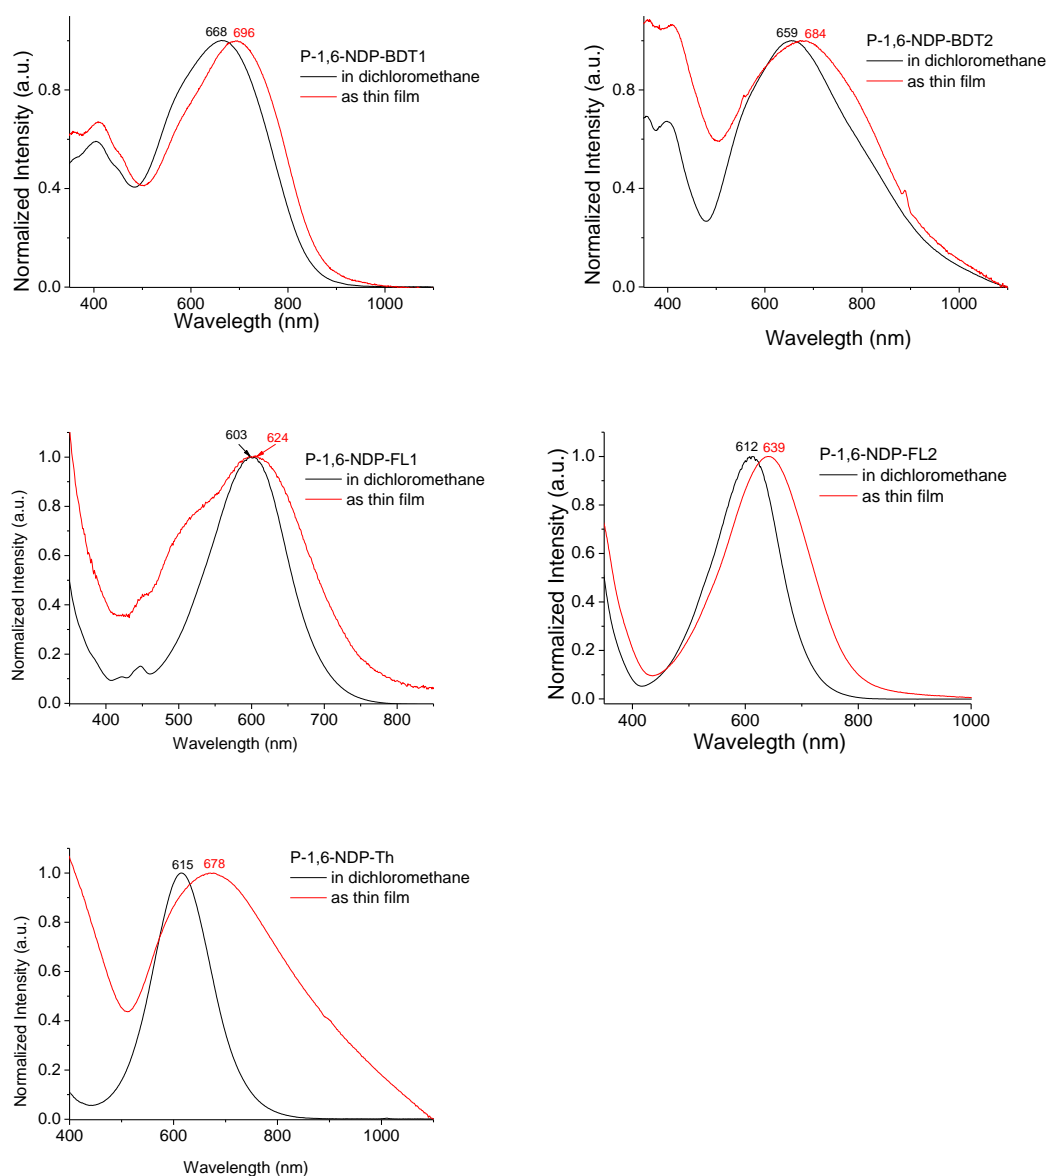 668 696
P-1,6-NDP-BDT1
in dichloromethane
as thin film
Normalized Intensity (a.u.)
0.8
0.4
0.0
400 600 800 1000
Wavelegth (nm)
659 684
P-1,6-NDP-BDT2
in dichloromethane
as thin film
Normalized Intensity (a.u.)
0.8
0.4
0.0
400 600 800 1000
Wavelegth (nm)
603 624
P-1,6-NDP-FL1
in dichloromethane
as thin film
Normalized Intensity (a.u.)
1.0
0.8
0.6
0.4
0.2
0.0
400 500 600 700 800
Wavelength (nm)
612 639
P-1,6-NDP-FL2
in dichloromethane
as thin film
Normalized Intensity (a.u.)
1.0
0.8
0.6
0.4
0.2
0.0
400 600 800 1000
Wavelegth (nm)
615 678
P-1,6-NDP-Th
in dichloromethane
as thin film
Normalized Intensity (a.u.)
1.0
0.8
0.6
0.4
0.2
0.0
400 600 800 1000
Wavelength (nm)